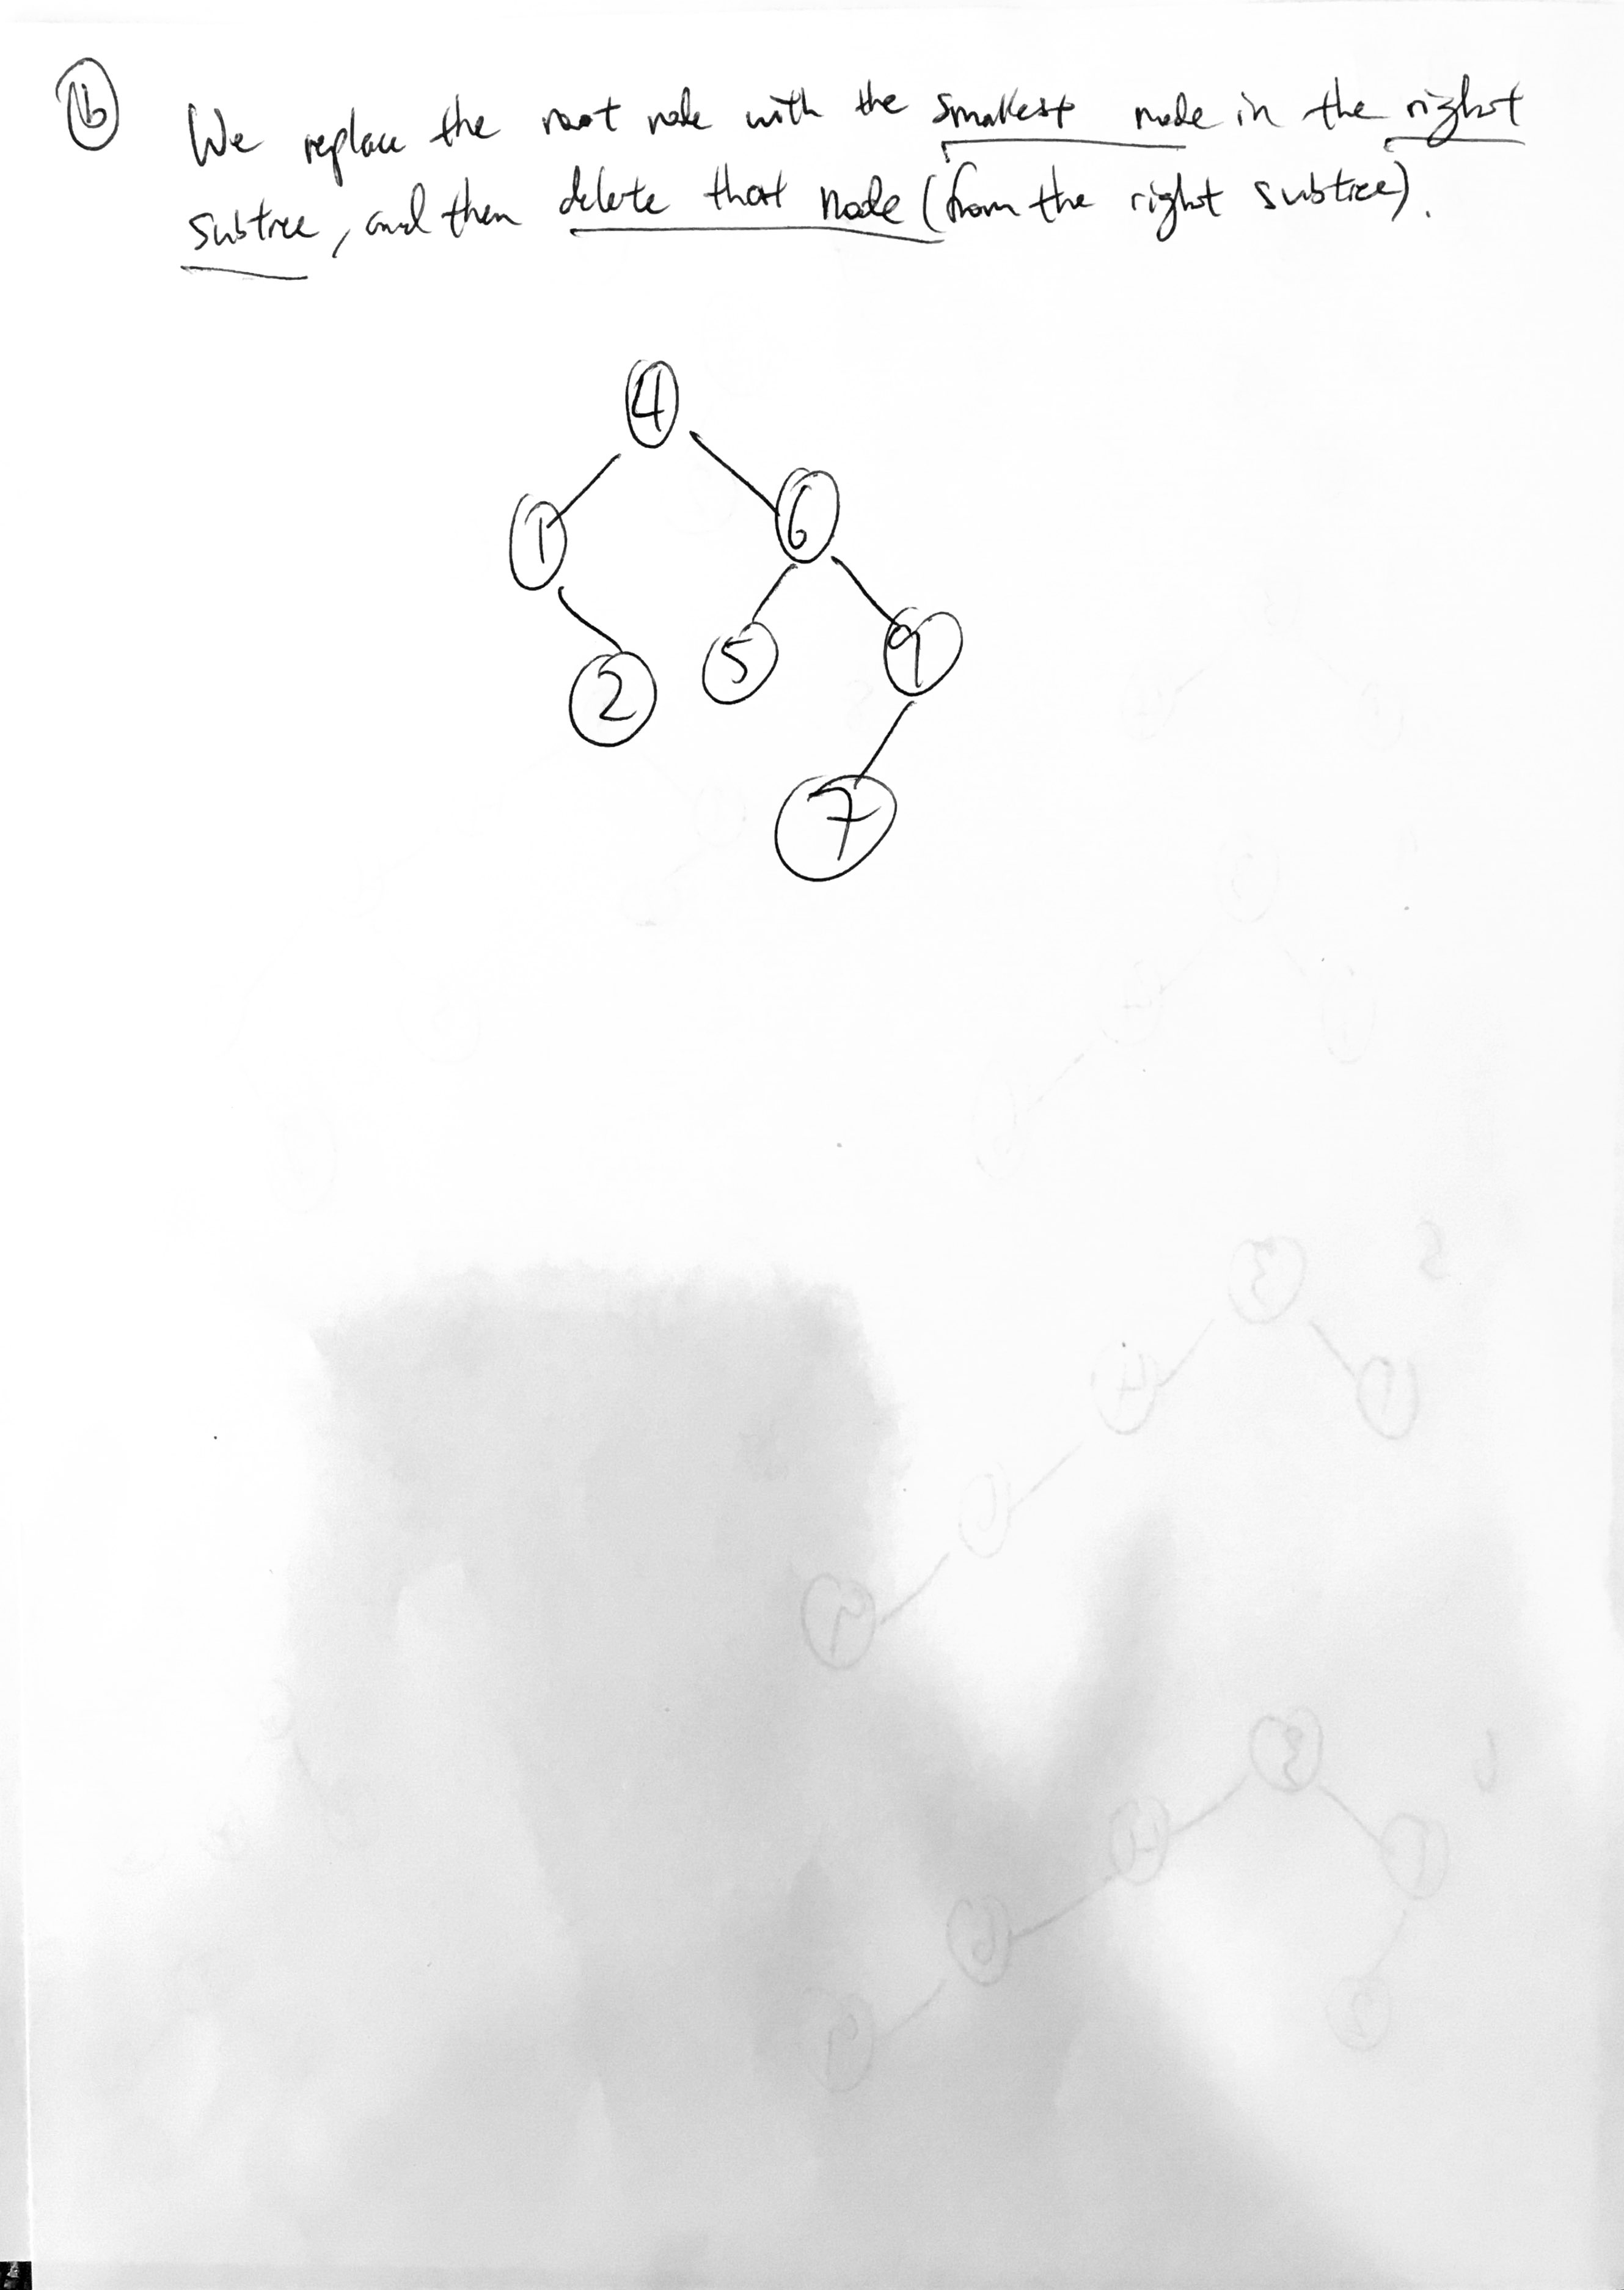 b We replace the root node with the smallest node in the right
subtree, and then delete that node (from the right subtree).
4
1 6
2 5 9
7